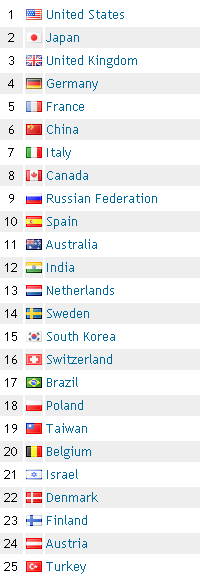 1 United States
2 Japan
3 United Kingdom
4 Germany
5 France
6 China
7 Italy
8 Canada
9 Russian Federation
10 Spain
11 Australia
12 India
13 Netherlands
14 Sweden
15 South Korea
16 Switzerland
17 Brazil
18 Poland
19 Taiwan
20 Belgium
21 Israel
22 Denmark
23 Finland
24 Austria
25 Turkey